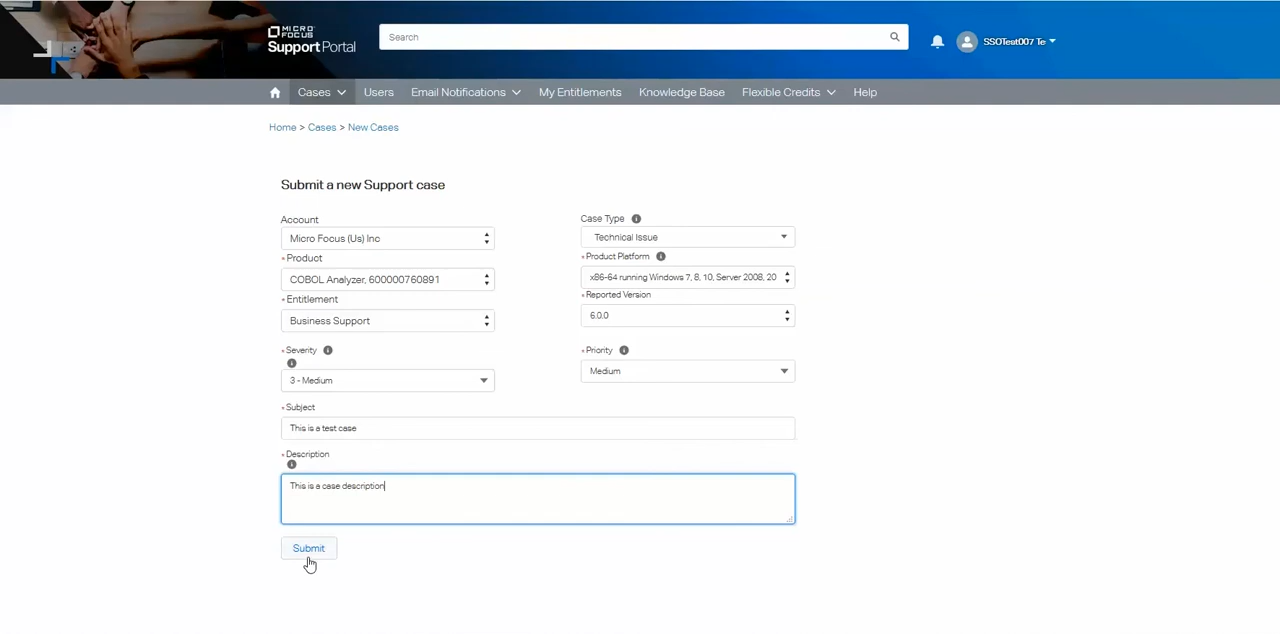 MICRO
FOCUS
Support Portal
Search
SSOTest007 Te
Cases
Users
Email Notifications
My Entitlements
Knowledge Base
Flexible Credits
Help
Home > Cases > New Cases
Submit a new Support case
Account
Micro Focus (Us) Inc
Case Type
Technical Issue
* Product
COBOL Analyzer, 600000760891
* Product Platform
x86-64 running Windows 7, 8, 10, Server 2008, 20
* Entitlement
Business Support
* Reported Version
6.0.0
* Severity
3 - Medium
* Priority
Medium
* Subject
This is a test case
* Description
This is a case description
Submit